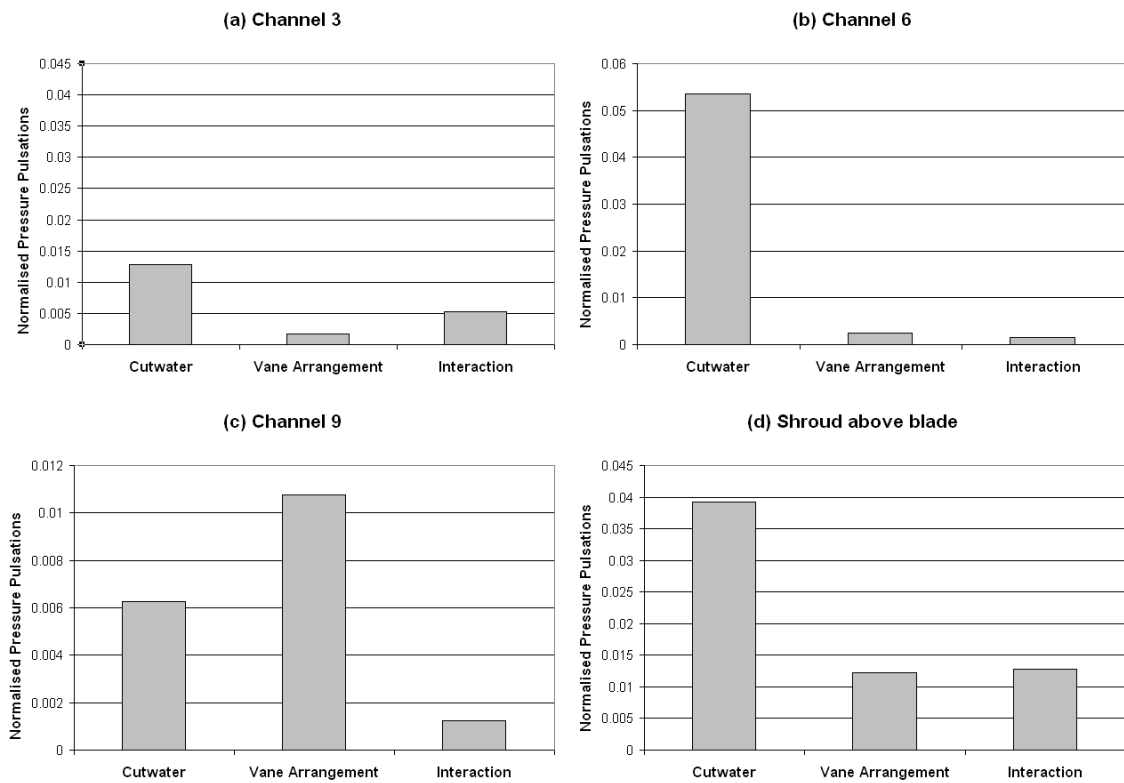 (a) Channel 3
Normalised Pressure Pulsations
0.045
0.04
0.035
0.03
0.025
0.02
0.015
0.01
0.005
0
Cutwater Vane Arrangement Interaction
(b) Channel 6
Normalised Pressure Pulsations
0.06
0.05
0.04
0.03
0.02
0.01
0
Cutwater Vane Arrangement Interaction
(c) Channel 9
Normalised Pressure Pulsations
0.012
0.01
0.008
0.006
0.004
0.002
0
Cutwater Vane Arrangement Interaction
(d) Shroud above blade
Normalised Pressure Pulsations
0.045
0.04
0.035
0.03
0.025
0.02
0.015
0.01
0.005
0
Cutwater Vane Arrangement Interaction